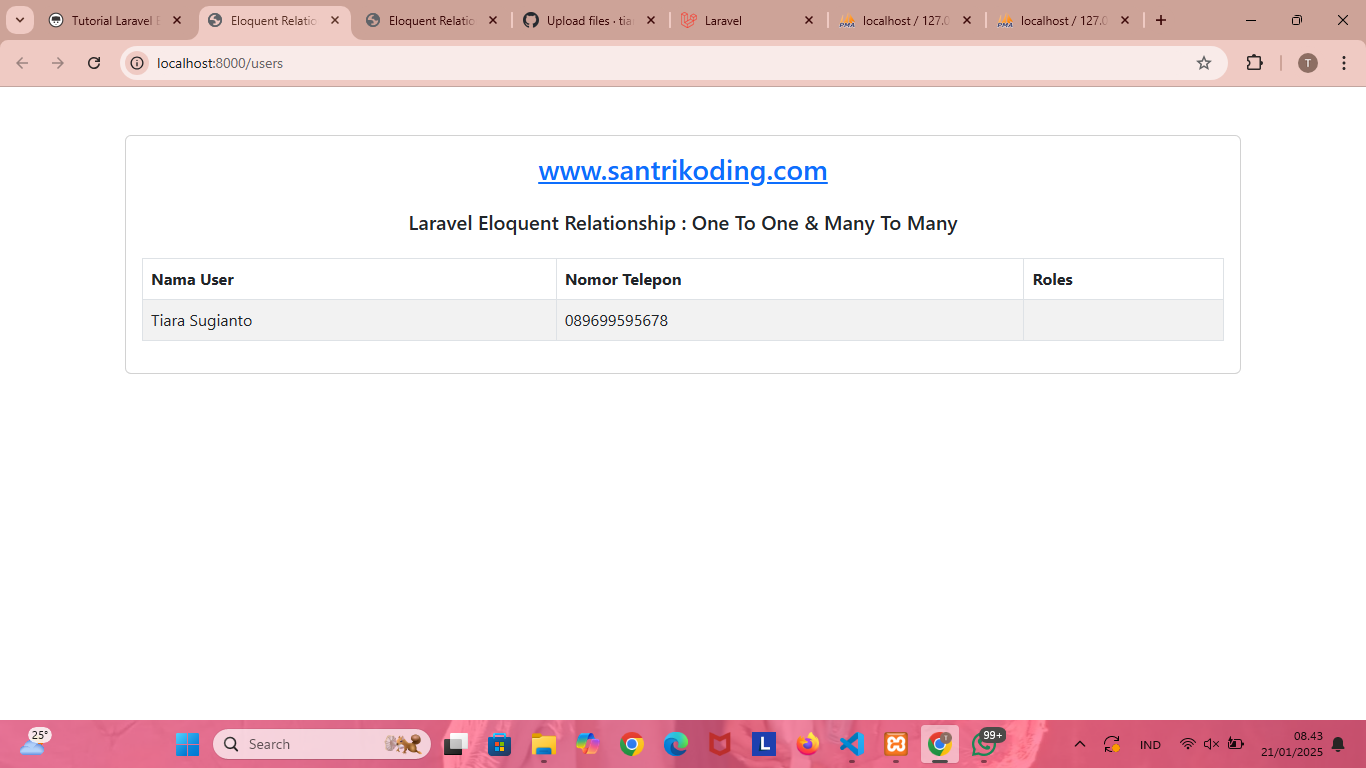 Tutorial Laravel E
Eloquent Relatio
Eloquent Relatio
Upload files · tia
Laravel
localhost / 127.0
localhost / 127.0
localhost:8000/users
T
www.santrikoding.com
Laravel Eloquent Relationship : One To One & Many To Many
Nama User Nomor Telepon Roles
Tiara Sugianto 089699595678
25°
Search
L
99+
IND
08.43
21/01/2025